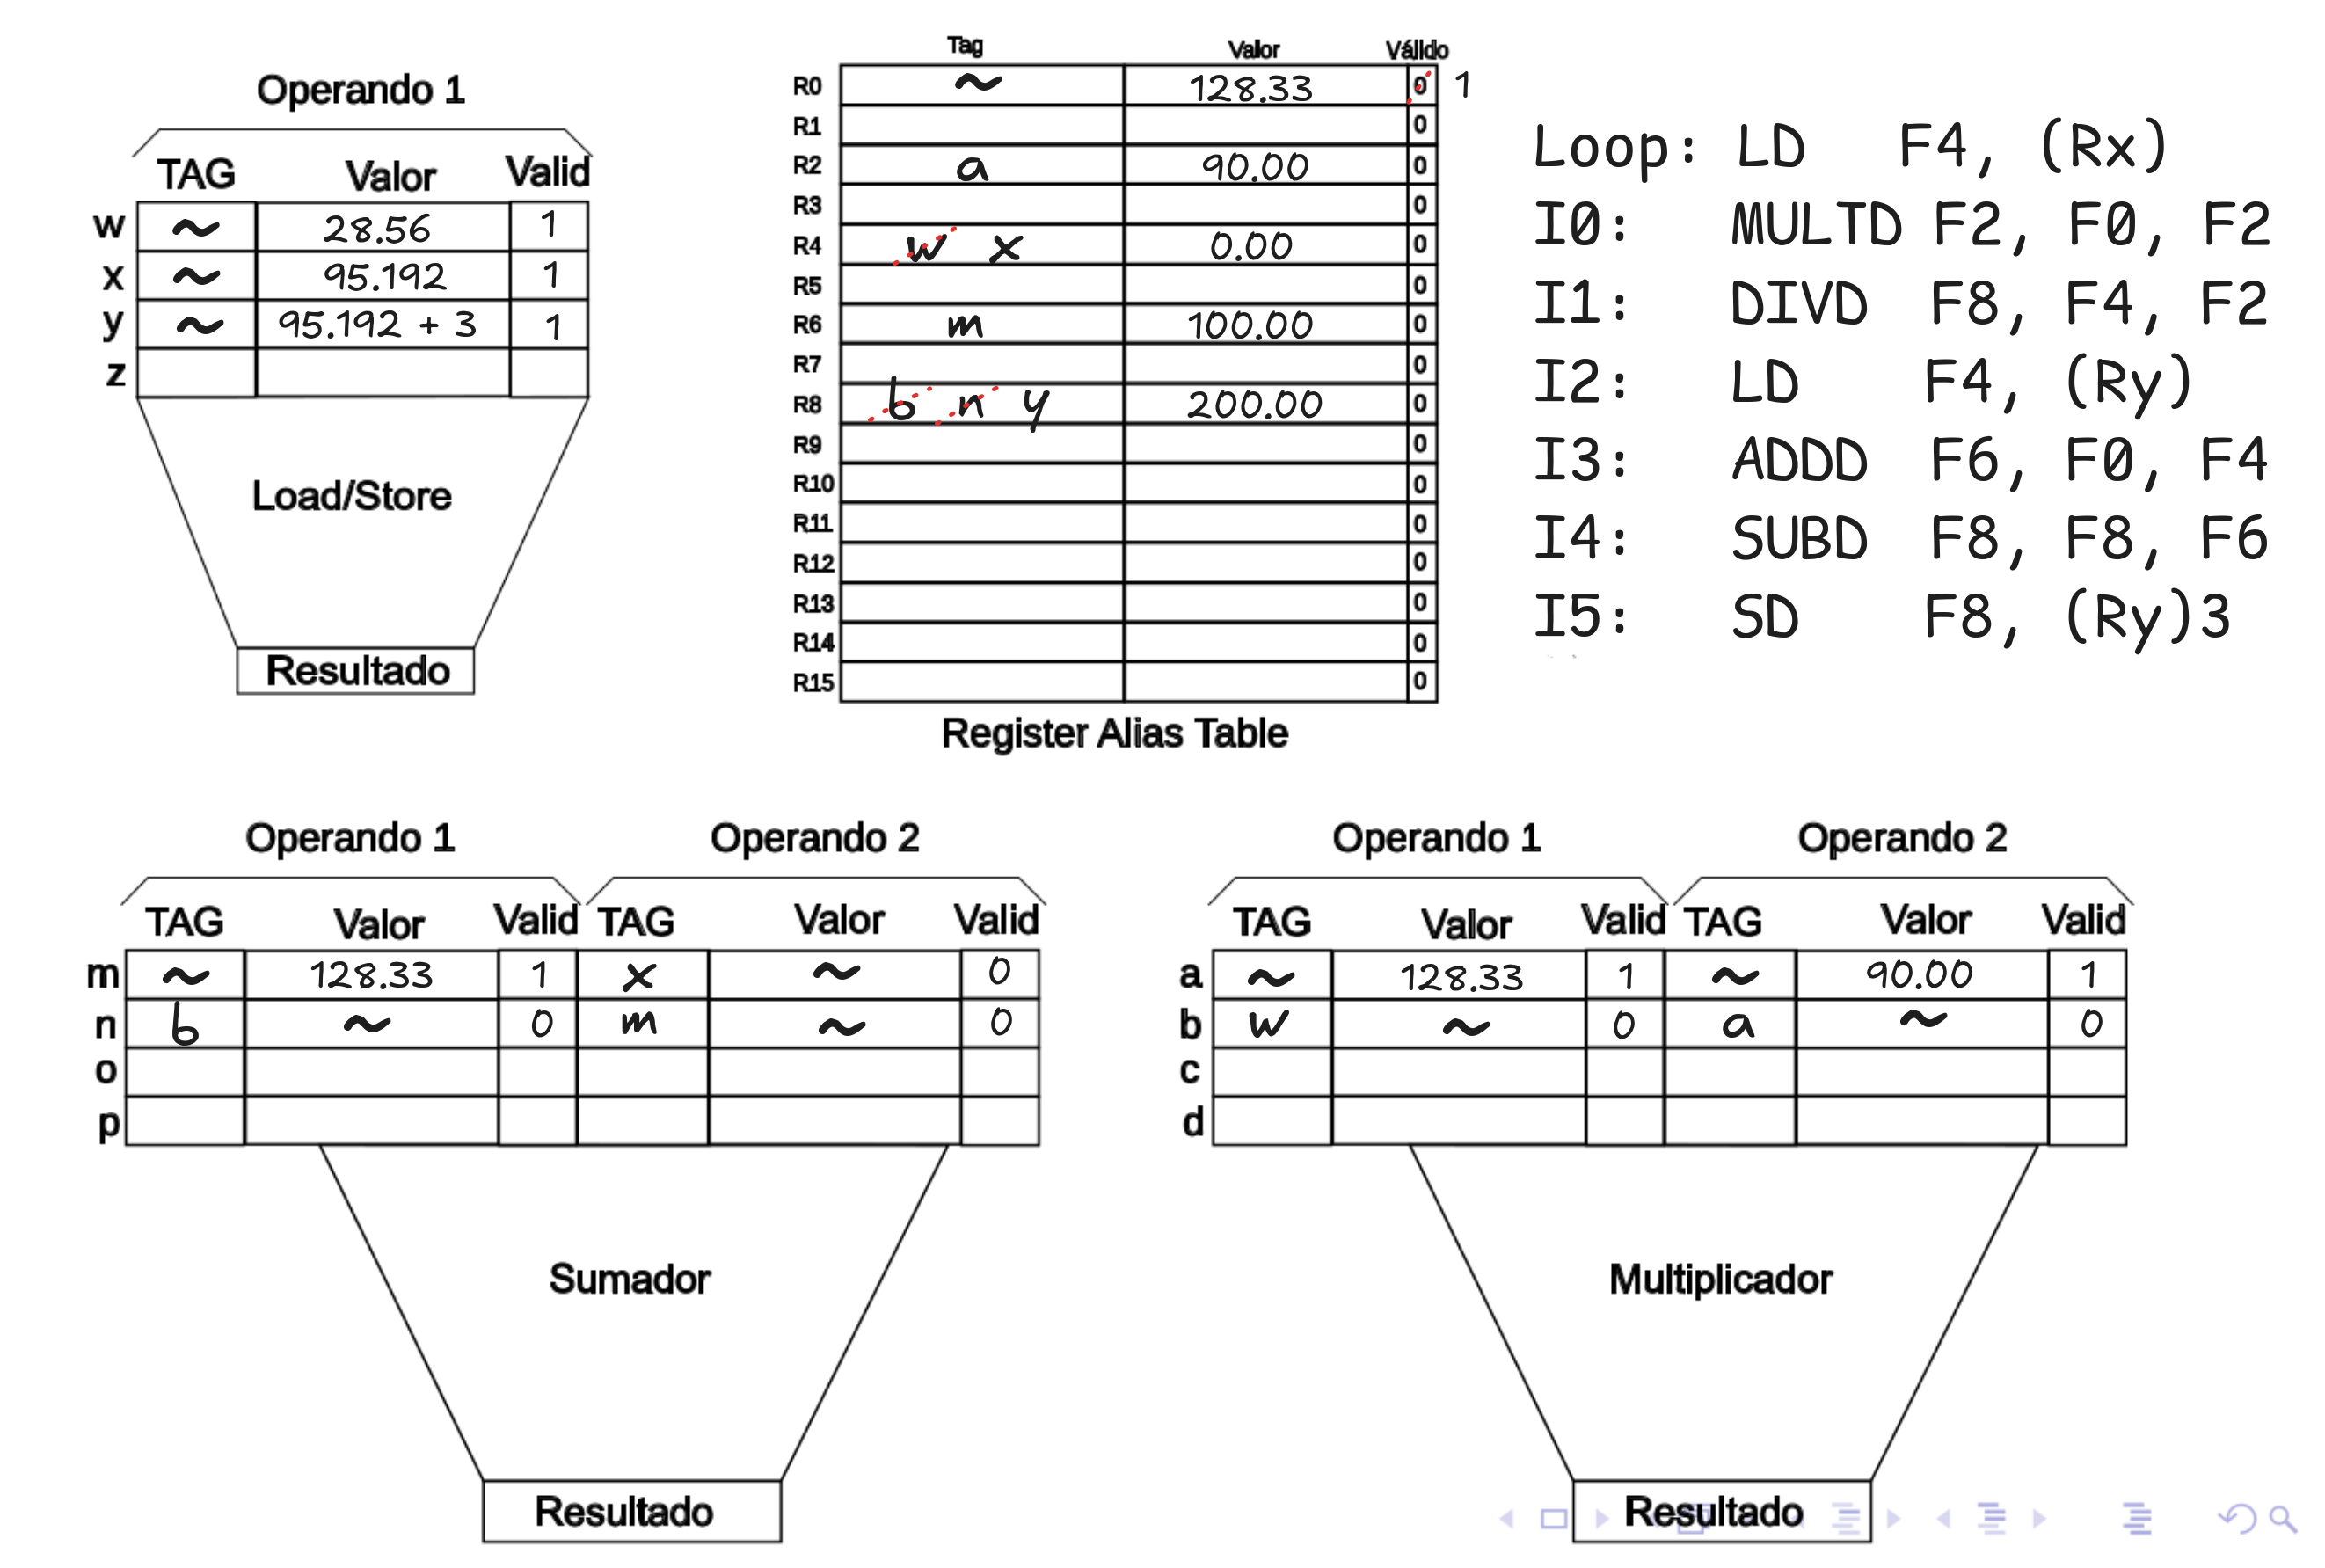 Operando 1
TAG Valor Valid
w ~ 28.56 1
x ~ 95.192 1
y ~ 95.192 + 3 1
z
Load/Store
Resultado
Tag Valor Válido
R0 ~ 128.33 0 1
R1 0
R2 a 90.00 0
R3 0
R4 w x 0.00 0
R5 0
R6 m 100.00 0
R7 0
R8 b n y 200.00 0
R9 0
R10 0
R11 0
R12 0
R13 0
R14 0
R15 0
Register Alias Table
Loop: LD F4, (Rx)
I0: MULTD F2, F0, F2
I1: DIVD F8, F4, F2
I2: LD F4, (Ry)
I3: ADDD F6, F0, F4
I4: SUBD F8, F8, F6
I5: SD F8, (Ry)3
Operando 1 Operando 2
TAG Valor Valid TAG Valor Valid
m ~ 128.33 1 x ~ 0
n b ~ 0 m ~ 0
o
p
Sumador
Resultado
Operando 1 Operando 2
TAG Valor Valid TAG Valor Valid
a ~ 128.33 1 ~ 90.00 1
b w ~ 0 a ~ 0
c
d
Multiplicador
Resultado